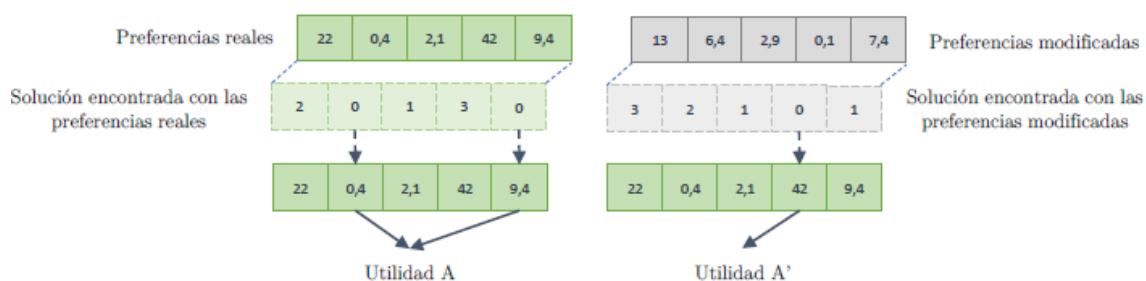 Preferencias reales
22 0,4 2,1 42 9,4
13 6,4 2,9 0,1 7,4
Preferencias modificadas
Solución encontrada con las
preferencias reales
2 0 1 3 0
3 2 1 0 1
Solución encontrada con las
preferencias modificadas
22 0,4 2,1 42 9,4
22 0,4 2,1 42 9,4
Utilidad A
Utilidad A'